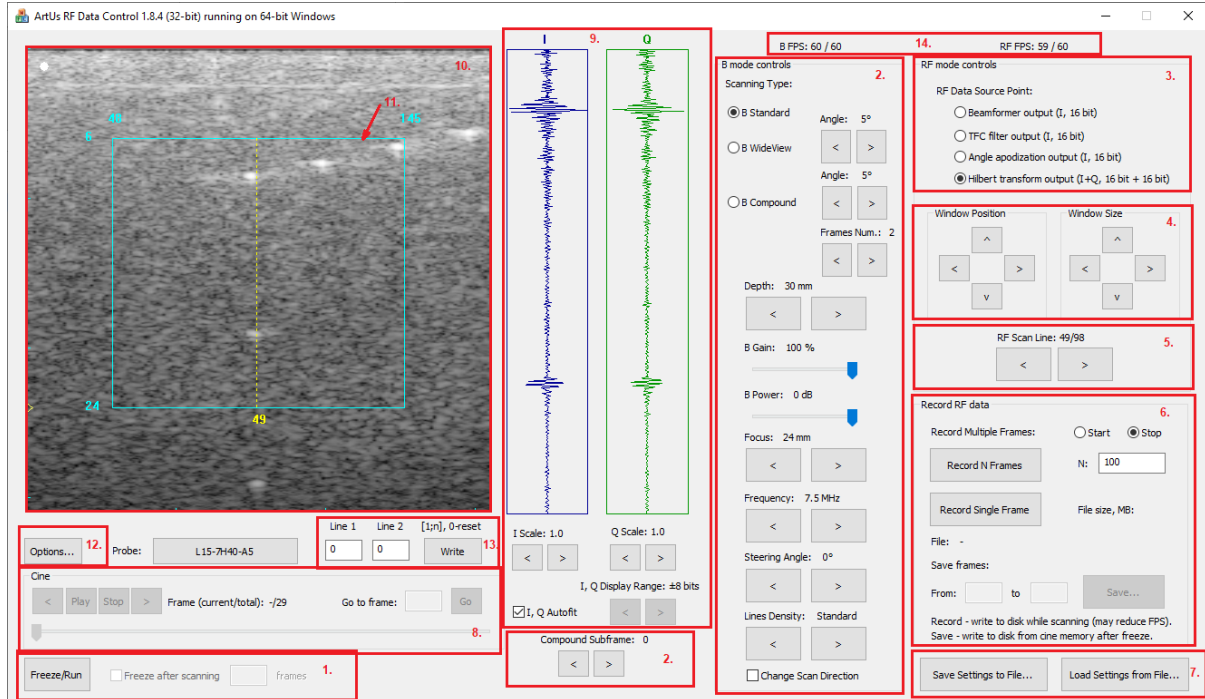 ArtUs RF Data Control 1.8.4 (32-bit) running on 64-bit Windows
10.
11.
48
145
6
24
49
9.
I
Q
14.
B FPS: 60 / 60
RF FPS: 59 / 60
B mode controls
2.
Scanning Type:
B Standard
Angle: 5°
< >
B WideView
Angle: 5°
< >
B Compound
Frames Num.: 2
< >
Depth: 30 mm
< >
B Gain: 100 %
B Power: 0 dB
Focus: 24 mm
< >
Frequency: 7.5 MHz
< >
Steering Angle: 0°
< >
Lines Density: Standard
< >
Change Scan Direction
RF mode controls
3.
RF Data Source Point:
Beamformer output (I, 16 bit)
TFC filter output (I, 16 bit)
Angle apodization output (I, 16 bit)
Hilbert transform output (I+Q, 16 bit + 16 bit)
4.
Window Position
^
< >
v
Window Size
^
< >
v
RF Scan Line: 49/98
5.
< >
Record RF data
6.
Record Multiple Frames:
Start Stop
Record N Frames
N: 100
Record Single Frame
File size, MB:
File: -
Save frames:
From: to Save...
Record - write to disk while scanning (may reduce FPS).
Save - write to disk from cine memory after freeze.
Save Settings to File...
Load Settings from File...
7.
I Scale: 1.0
< >
Q Scale: 1.0
< >
I, Q Display Range: ±8 bits
I, Q Autofit
< >
Compound Subframe: 0
< >
2.
Options...
12.
Probe:
L15-7H40-A5
Line 1 Line 2 [1;n], 0-reset
0 0 Write
13.
Cine
< Play Stop > Frame (current/total): -/29 Go to frame: Go
8.
Freeze/Run
Freeze after scanning frames
1.